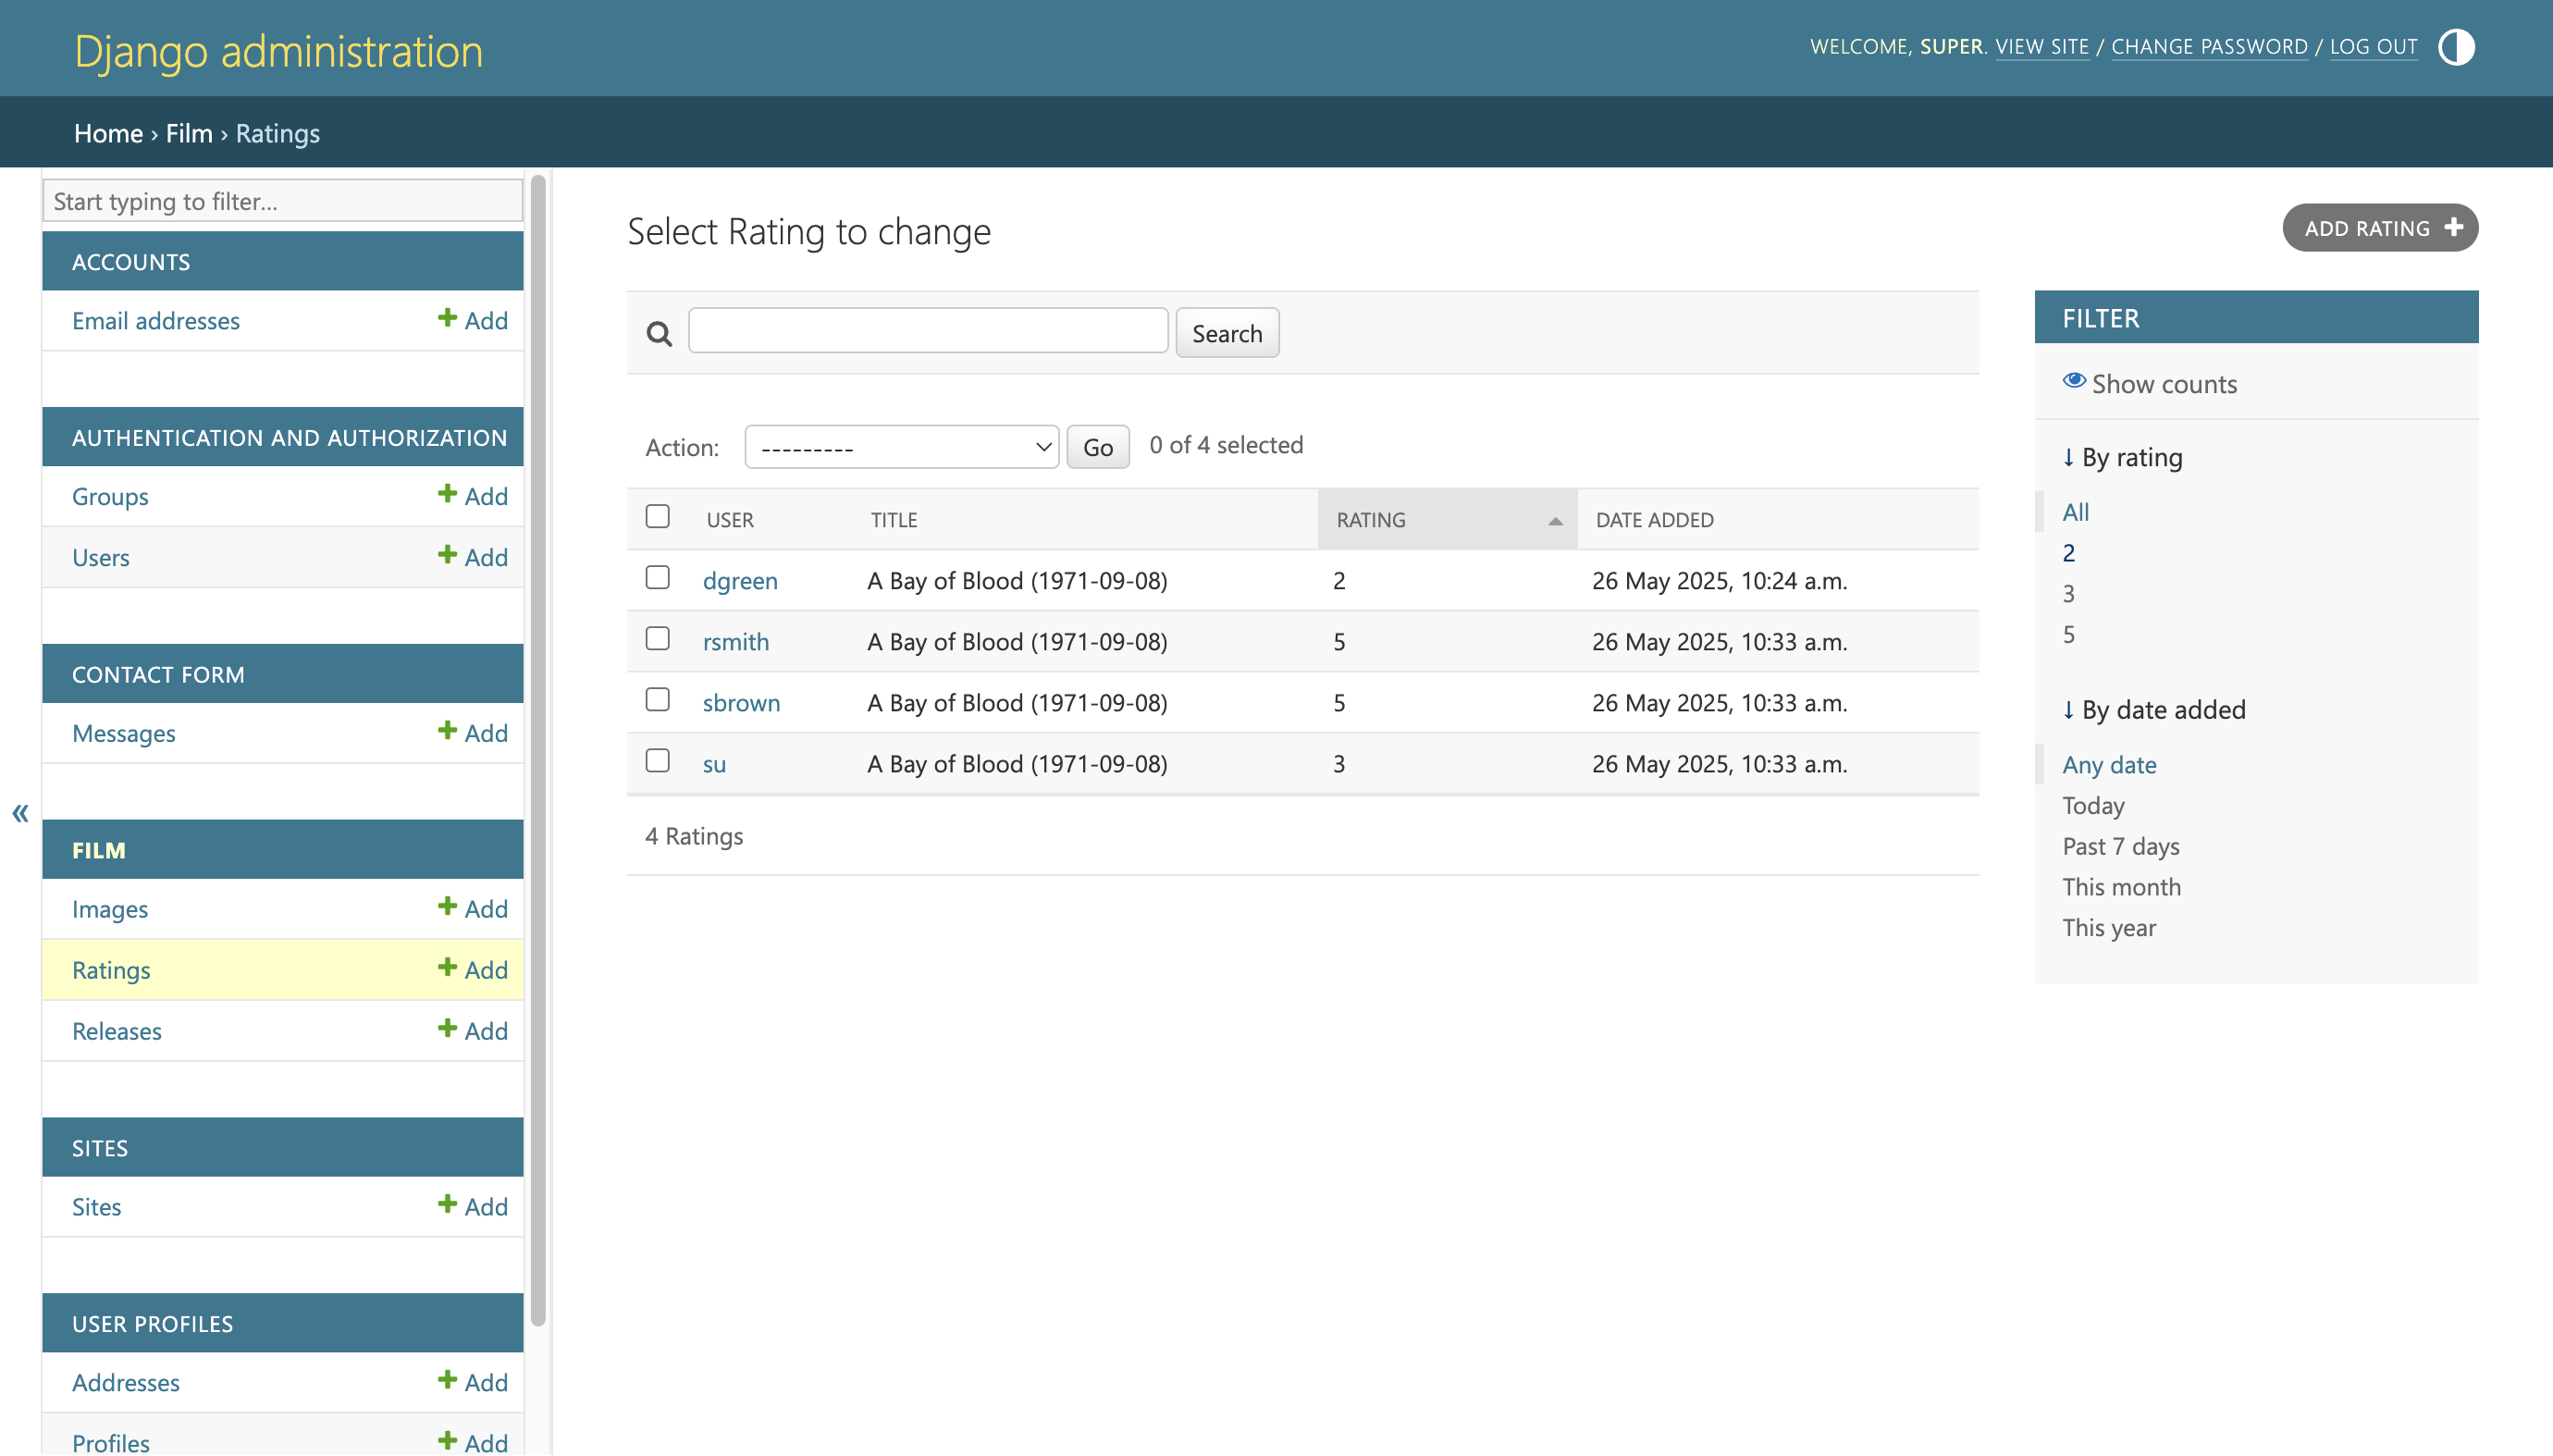 Django administration
WELCOME, SUPER. VIEW SITE / CHANGE PASSWORD / LOG OUT
Home › Film › Ratings
Start typing to filter...
ACCOUNTS
Email addresses Add
AUTHENTICATION AND AUTHORIZATION
Groups Add
Users Add
CONTACT FORM
Messages Add
«
FILM
Images Add
Ratings Add
Releases Add
SITES
Sites Add
USER PROFILES
Addresses Add
Profiles Add
Select Rating to change
ADD RATING
Search
Action: --------- Go 0 of 4 selected
USER TITLE RATING DATE ADDED
dgreen A Bay of Blood (1971-09-08) 2 26 May 2025, 10:24 a.m.
rsmith A Bay of Blood (1971-09-08) 5 26 May 2025, 10:33 a.m.
sbrown A Bay of Blood (1971-09-08) 5 26 May 2025, 10:33 a.m.
su A Bay of Blood (1971-09-08) 3 26 May 2025, 10:33 a.m.
4 Ratings
FILTER
Show counts
↓ By rating
All
2
3
5
↓ By date added
Any date
Today
Past 7 days
This month
This year